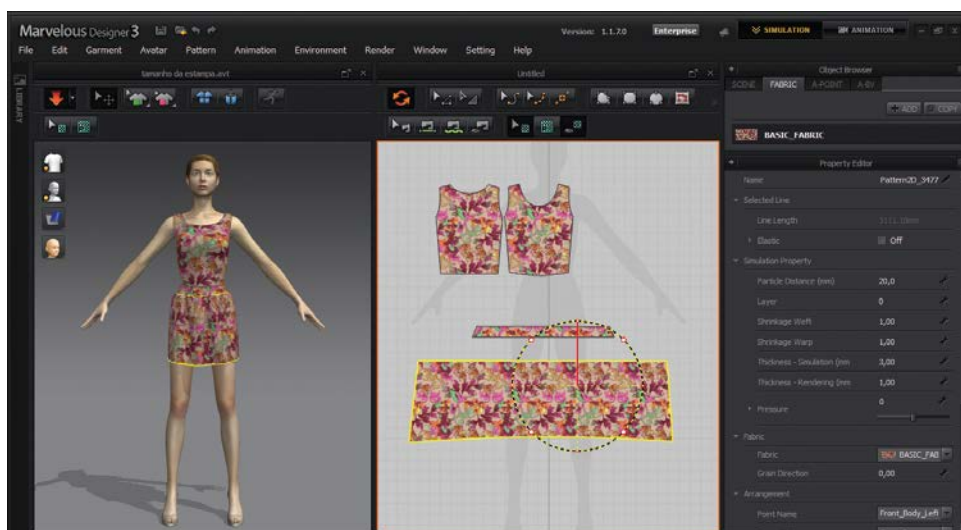 Marvelous Designer 3
Version: 1.1.7.0 Enterprise SIMULATION ANIMATION
File Edit Garment Avatar Pattern Animation Environment Render Window Setting Help
tamanho da estampa.avt Untitled Object Browser
LIBRARY
SCENE FABRIC A-POINT A-BV
+ ADD COPY
BASIC_FABRIC
Property Editor
Name Pattern2D_3477
Selected Line
Line Length
Elastic Off
Simulation Property
Particle Distance (mm) 20,0
Layer 0
Shrinkage Weft 1,00
Shrinkage Warp 1,00
Thickness - Simulation (mm 3,00
Thickness - Rendering (mm 1,00
Pressure 0
Fabric
Fabric BASIC_FAB
Grain Direction 0,00
Arrangement
Point Name Front_Body_Left